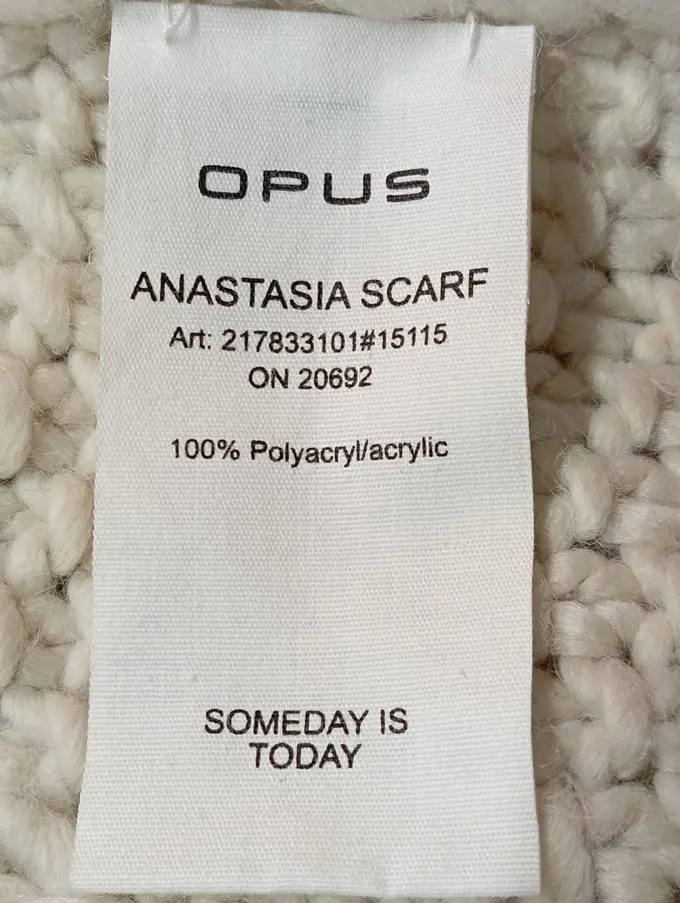 OPUS
ANASTASIA SCARF
Art: 217833101#15115
ON 20692
100% Polyacryl/acrylic
SOMEDAY IS
TODAY